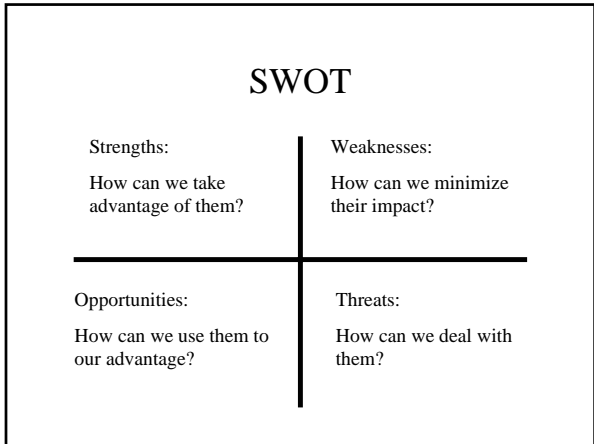 SWOT
Strengths:
How can we take
advantage of them?
Weaknesses:
How can we minimize
their impact?
Opportunities:
How can we use them to
our advantage?
Threats:
How can we deal with
them?